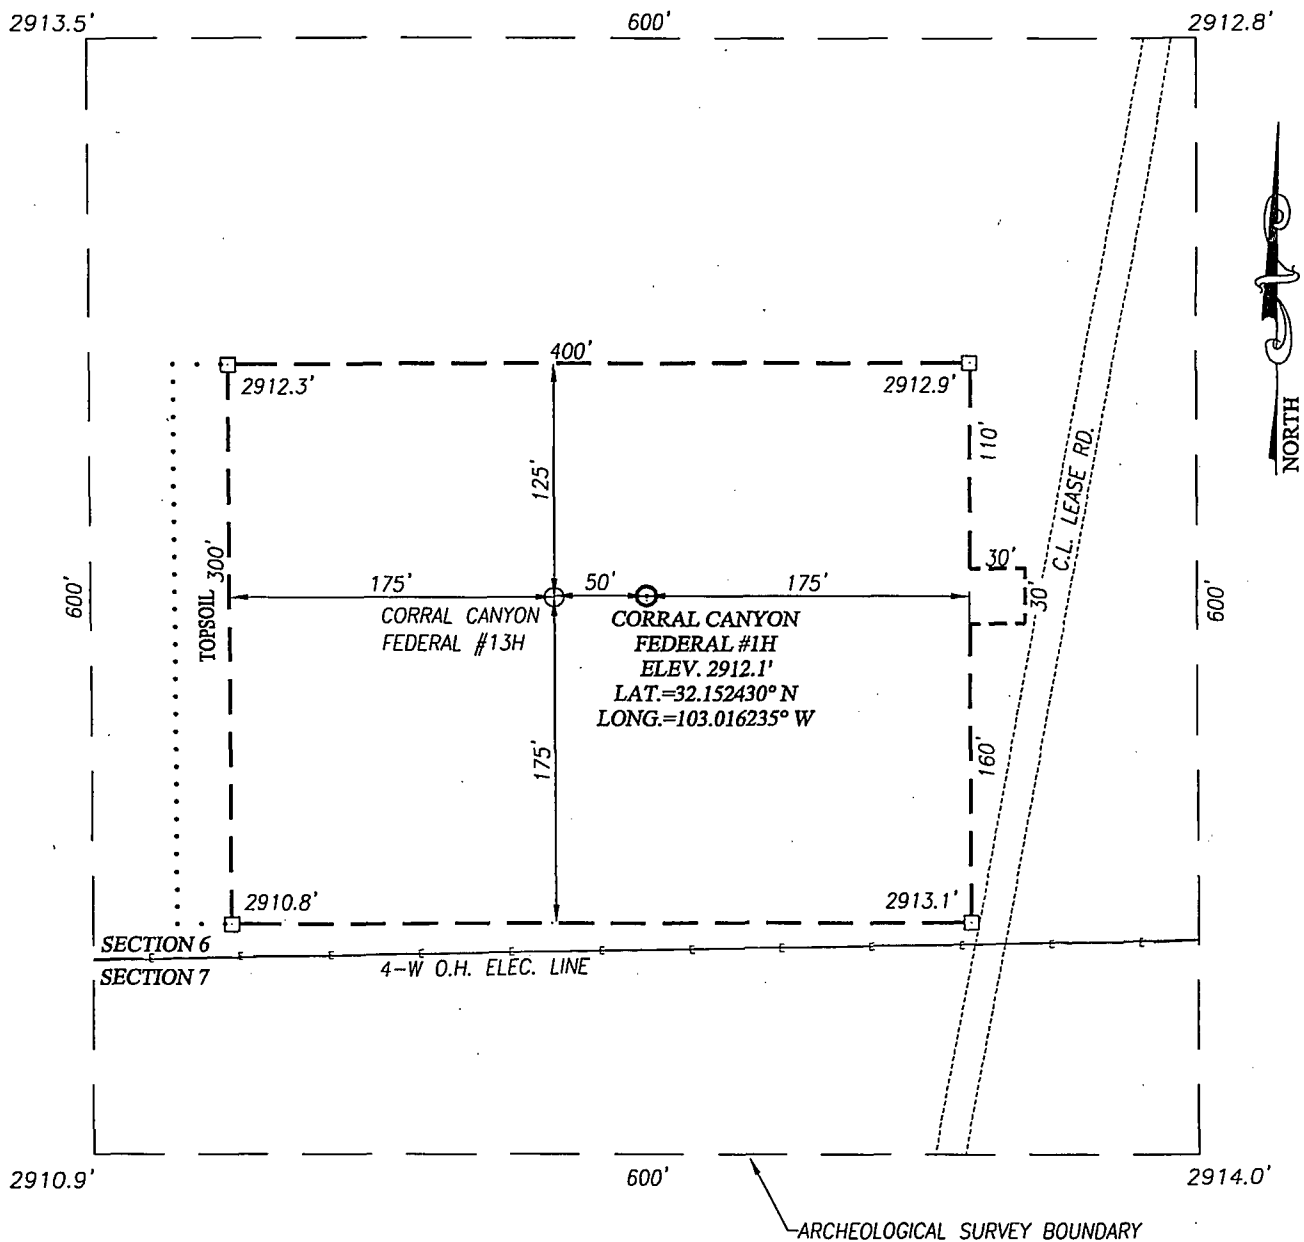 2913.5' 600' 2912.8'
400'
2912.3' 2912.9'
110'
125'
C.L. LEASE RD.
NORTH
600'
TOPSOIL 300'
175' 50' 175'
30'
30'
600'
CORRAL CANYON
FEDERAL #13H
CORRAL CANYON
FEDERAL #1H
ELEV. 2912.1'
LAT.=32.152430° N
LONG.=103.016235° W
175'
160'
2910.8' 2913.1'
SECTION 6
SECTION 7
4-W O.H. ELEC. LINE
2910.9' 600' 2914.0'
ARCHEOLOGICAL SURVEY BOUNDARY